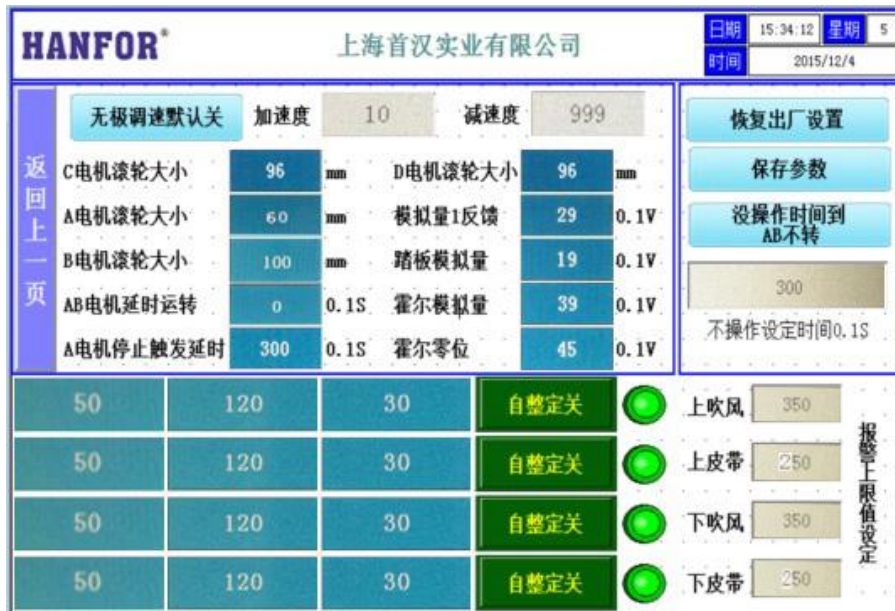 HANFOR®
上海首汉实业有限公司
日期 15:34:12 星期 5
时间 2015/12/4
返回上一页
无极调速默认关 加速度 10 减速度 999
C电机滚轮大小 96 mm D电机滚轮大小 96 mm
A电机滚轮大小 60 mm 模拟量1反馈 29 0.1V
B电机滚轮大小 100 mm 踏板模拟量 19 0.1V
AB电机延时运转 0 0.1S 霍尔模拟量 39 0.1V
A电机停止触发延时 300 0.1S 霍尔零位 45 0.1V
恢复出厂设置
保存参数
没操作时间到
AB不转
300
不操作设定时间0.1S
50 120 30 自整定关 上吹风 350
50 120 30 自整定关 上皮带 250
50 120 30 自整定关 下吹风 350
50 120 30 自整定关 下皮带 250
报警上限值设定